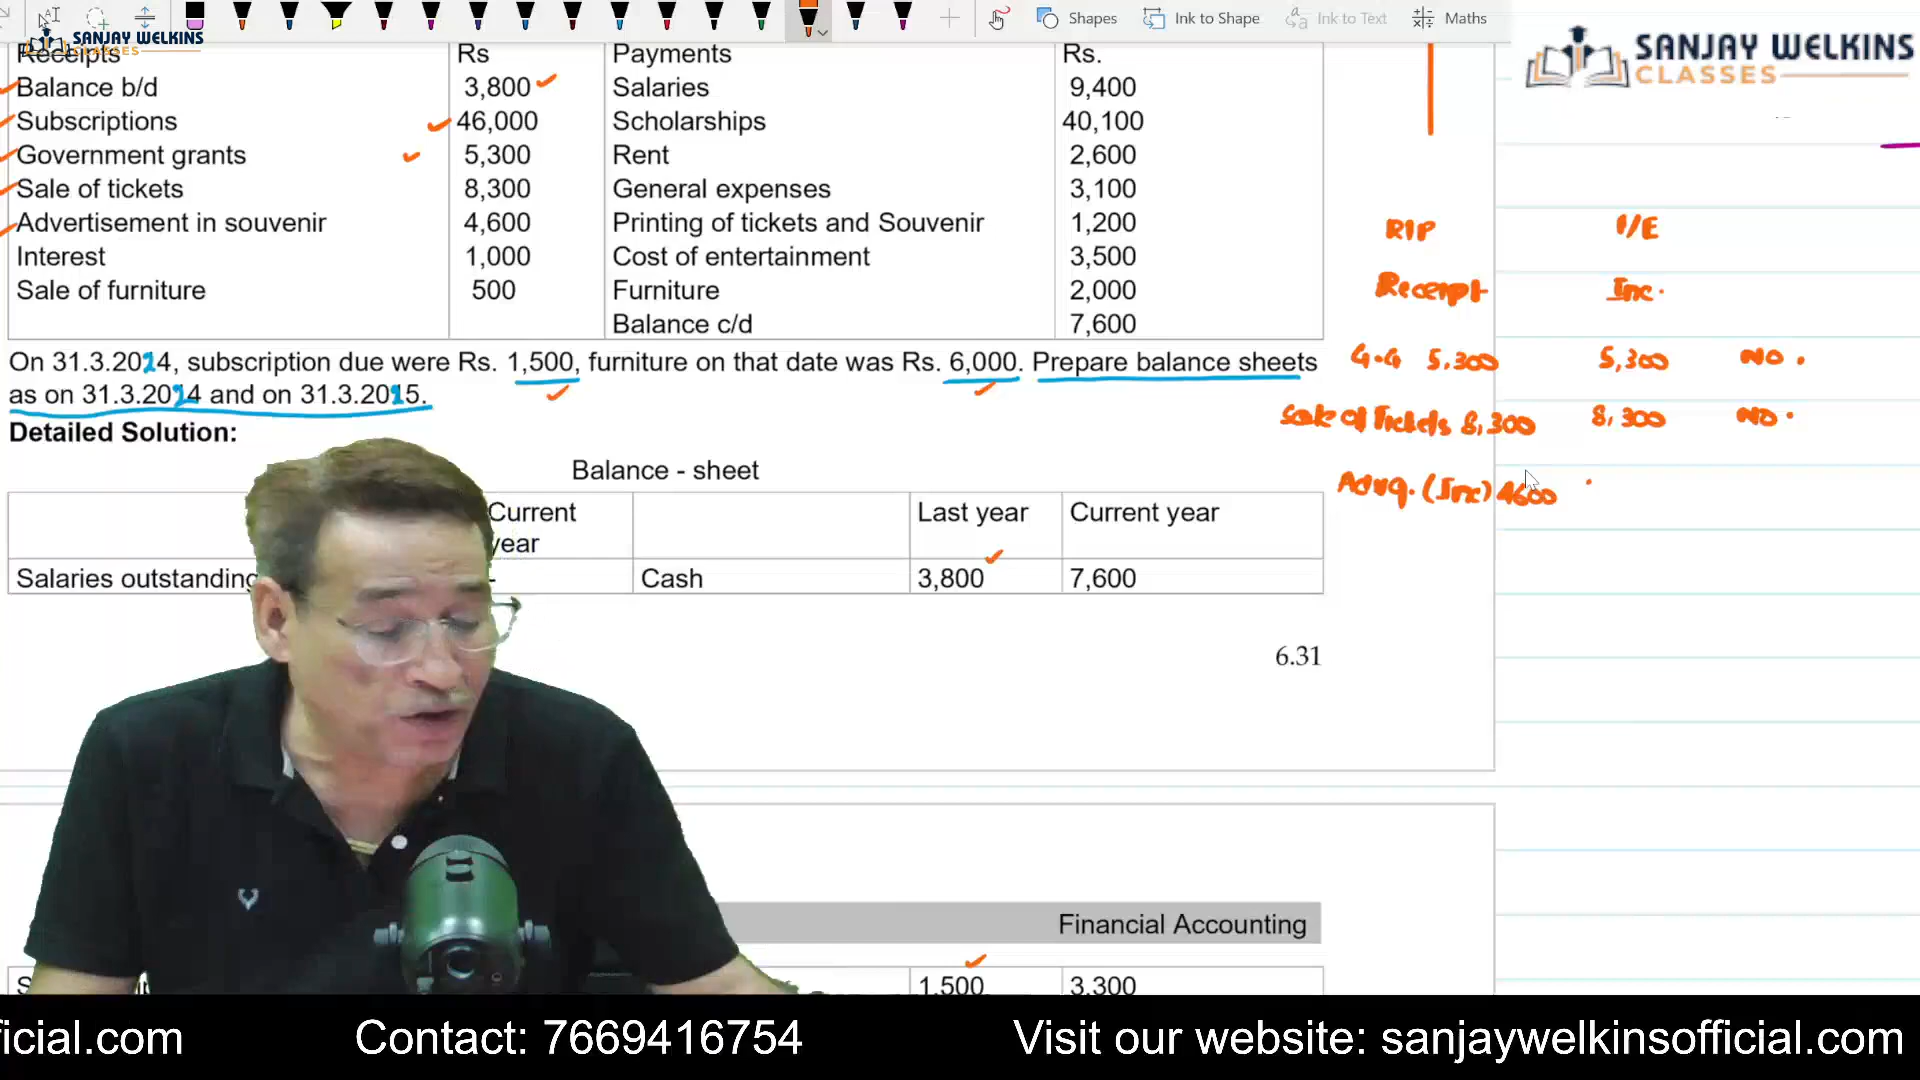 Shapes Ink to Shape Ink to Text Maths
SANJAY WELKINS
CLASSES
SANJAY WELKINS
CLASSES
Receipts Rs Payments Rs.
Balance b/d 3,800 Salaries 9,400
Subscriptions 46,000 Scholarships 40,100
Government grants 5,300 Rent 2,600
Sale of tickets 8,300 General expenses 3,100
Advertisement in souvenir 4,600 Printing of tickets and Souvenir 1,200
Interest 1,000 Cost of entertainment 3,500
Sale of furniture 500 Furniture 2,000
Balance c/d 7,600
On 31.3.2014, subscription due were Rs. 1,500, furniture on that date was Rs. 6,000. Prepare balance sheets
as on 31.3.2014 and on 31.3.2015.
Detailed Solution:
R/P I/E
Receipt Inc.
G.G 5,300 5,300 NO.
Sale of Tickets 8,300 8,300 NO.
(Inc) 4600
Balance - sheet
Current
year Last year Current year
Salaries outstanding - Cash 3,800 7,600
6.31
Financial Accounting
1,500 3,300
ficial.com Contact: 7669416754 Visit our website: sanjaywelkinsofficial.com